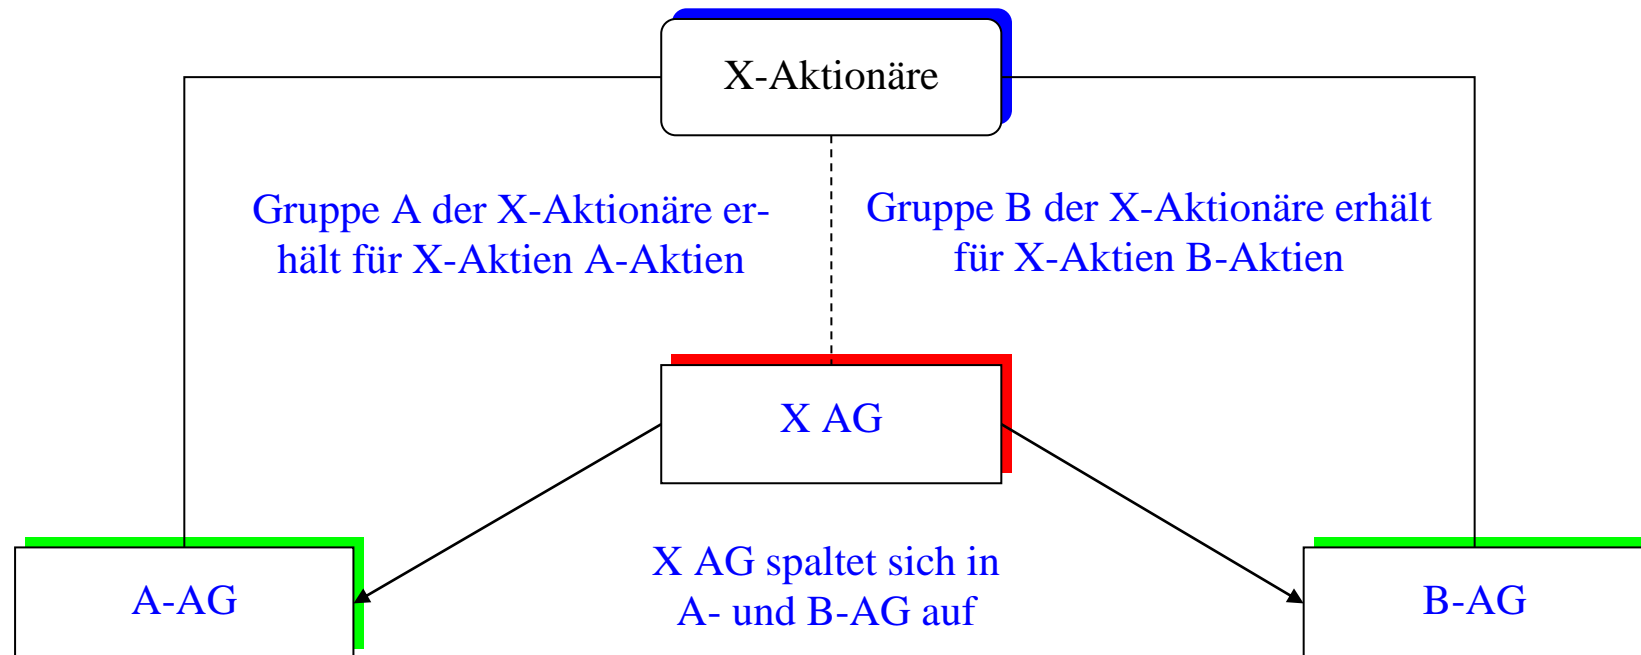 X-Aktionäre
Gruppe A der X-Aktionäre er-
hält für X-Aktien A-Aktien
Gruppe B der X-Aktionäre erhält
für X-Aktien B-Aktien
X AG
X AG spaltet sich in
A- und B-AG auf
A-AG
B-AG